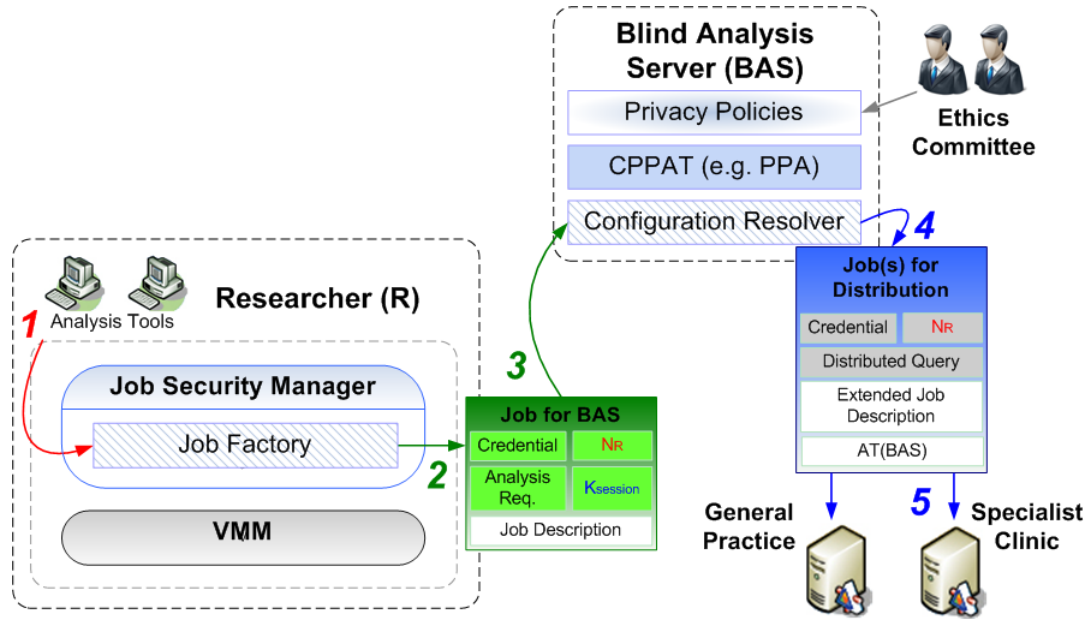 Blind Analysis
Server (BAS)
Privacy Policies
CPPAT (e.g. PPA)
Configuration Resolver
Ethics
Committee
4
Researcher (R)
1
Analysis Tools
Job Security Manager
Job Factory
VMM
2
3
Job for BAS
Credential
NR
Analysis
Req.
Ksession
Job Description
Job(s) for
Distribution
Credential
NR
Distributed Query
Extended Job
Description
AT(BAS)
General
Practice
5
Specialist
Clinic